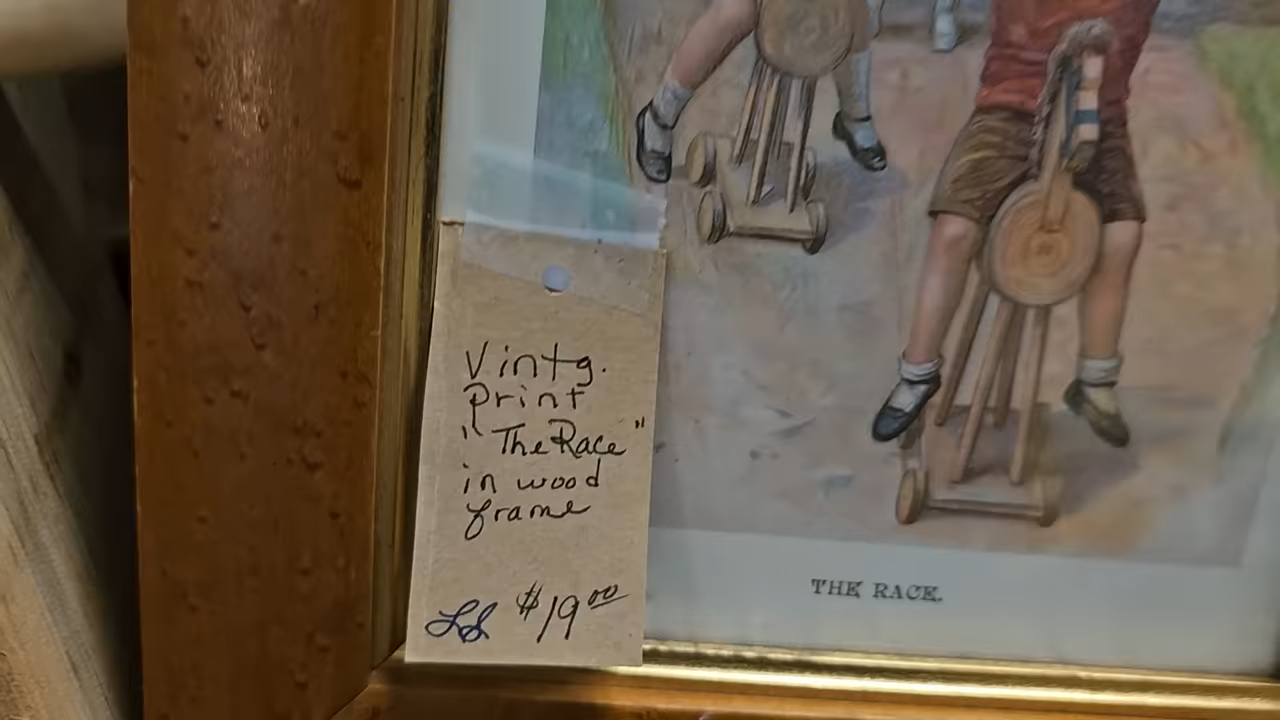 Vintg.
Print
"The Race"
in wood
frame
LS $19.00
THE RACE.